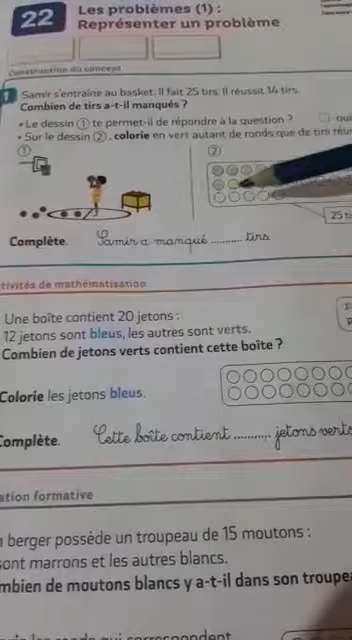 22
Les problèmes (1) :
Représenter un problème
Construction du concept
1 Samir s'entraîne au basket. Il fait 25 tirs. Il réussit 14 tirs.
Combien de tirs a-t-il manqués ?
• Le dessin ① te permet-il de répondre à la question ? oui
• Sur le dessin ②, colorie en vert autant de ronds que de tirs
① ②
25
Complète. Samir a manqué .......... tirs
tivités de mathématisation
Une boîte contient 20 jetons :
12 jetons sont bleus, les autres sont verts.
Combien de jetons verts contient cette boîte ?
Colorie les jetons bleus.
Complète. Cette boîte contient ........... jetons verts
ation formative
berger possède un troupeau de 15 moutons :
sont marrons et les autres blancs.
mbien de moutons blancs y a-t-il dans son troupe